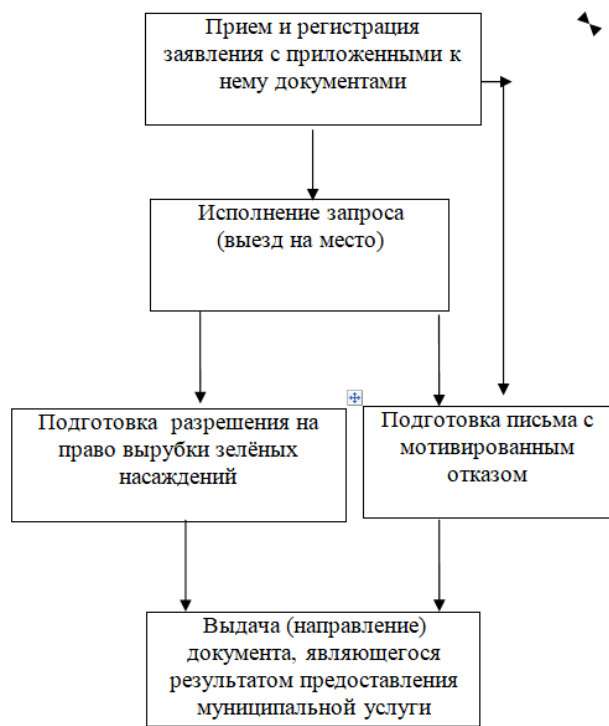 Прием и регистрация
заявления с приложенными к
нему документами
Исполнение запроса
(выезд на место)
Подготовка разрешения на
право вырубки зелёных
насаждений
Подготовка письма с
мотивированным
отказом
Выдача (направление)
документа, являющегося
результатом предоставления
муниципальной услуги